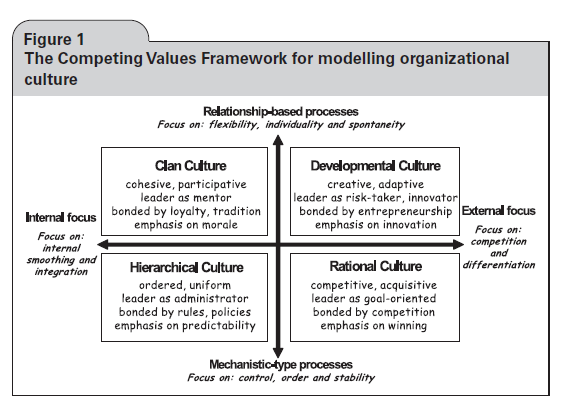 Figure 1
The Competing Values Framework for modelling organizational
culture
Relationship-based processes
Focus on: flexibility, individuality and spontaneity
Clan Culture
cohesive, participative
leader as mentor
bonded by loyalty, tradition
emphasis on morale
Developmental Culture
creative, adaptive
leader as risk-taker, innovator
bonded by entrepreneurship
emphasis on innovation
Internal focus
Focus on:
internal
smoothing and
integration
External focus
Focus on:
competition
and
differentiation
Hierarchical Culture
ordered, uniform
leader as administrator
bonded by rules, policies
emphasis on predictability
Rational Culture
competitive, acquisitive
leader as goal-oriented
bonded by competition
emphasis on winning
Mechanistic-type processes
Focus on: control, order and stability